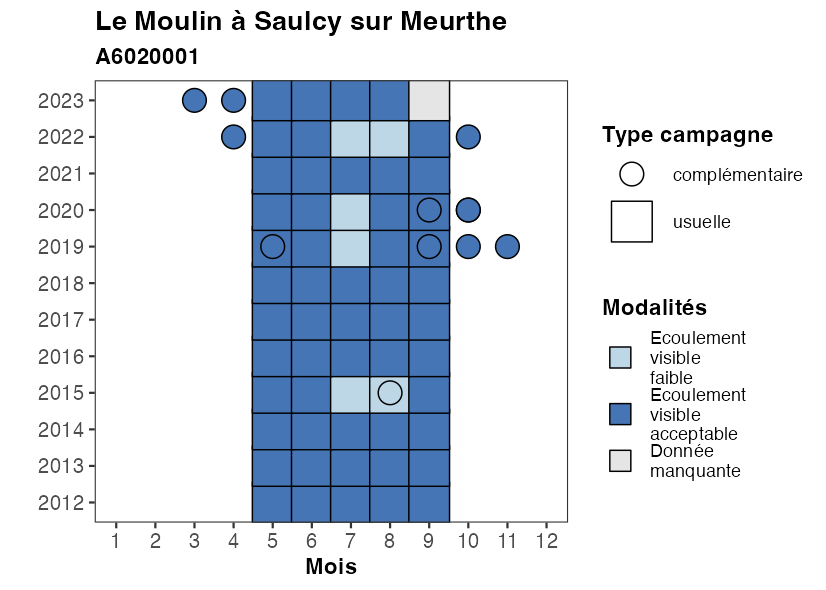 Le Moulin à Saulcy sur Meurthe
A6020001
2023
2022
2021
2020
2019
2018
2017
2016
2015
2014
2013
2012
1 2 3 4 5 6 7 8 9 10 11 12
Mois
Type campagne
complémentaire
usuelle
Modalités
Ecoulement
visible
faible
Ecoulement
visible
acceptable
Donnée
manquante